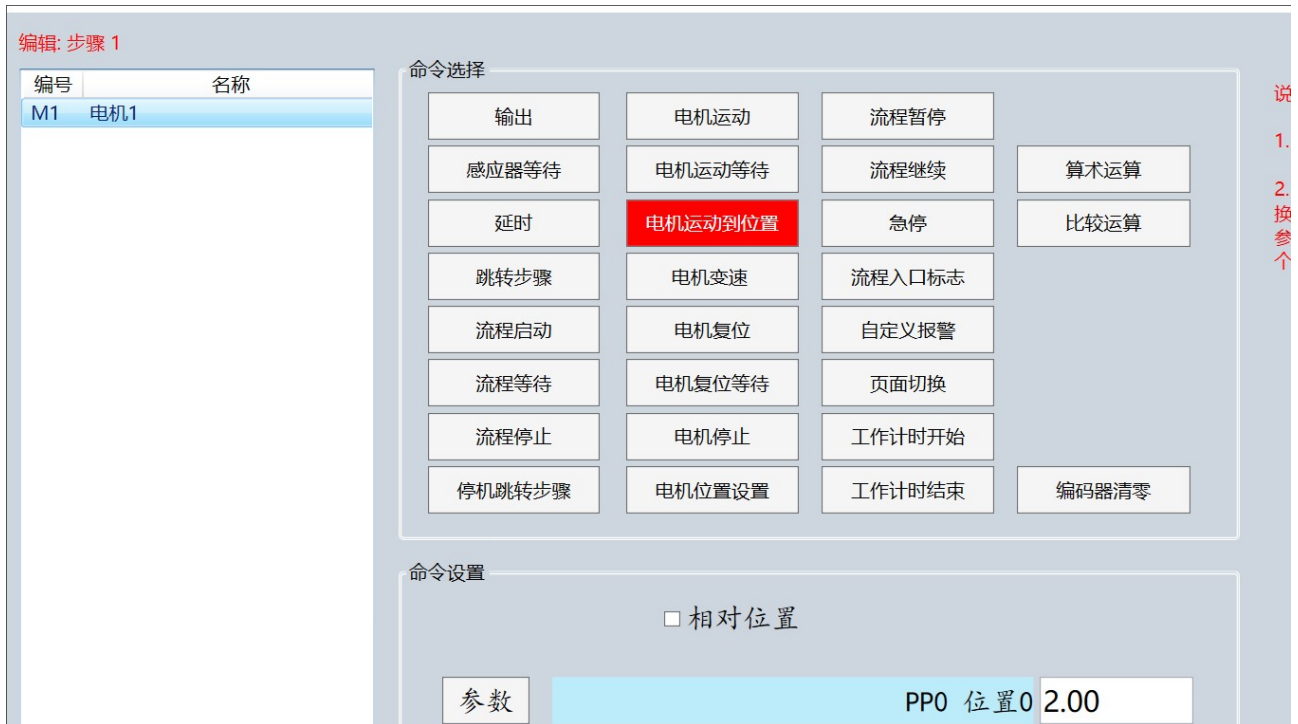 编辑: 步骤 1
编号 名称
M1 电机1
命令选择
输出 电机运动 流程暂停
感应器等待 电机运动等待 流程继续 算术运算
延时 电机运动到位置 急停 比较运算
跳转步骤 电机变速 流程入口标志
流程启动 电机复位 自定义报警
流程等待 电机复位等待 页面切换
流程停止 电机停止 工作计时开始
停机跳转步骤 电机位置设置 工作计时结束 编码器清零
命令设置
相对位置
参数 PP0 位置0 2.00
说
1.
2.
换
参
个